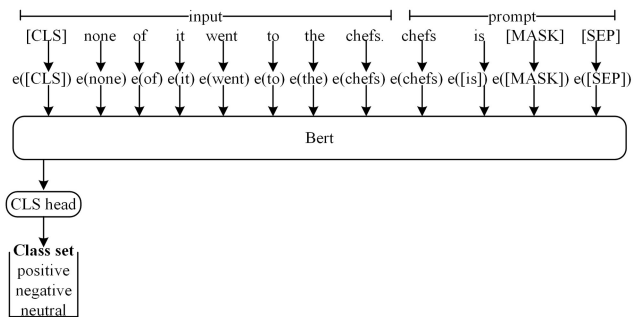 input prompt
[CLS] none of it went to the chefs. chefs is [MASK] [SEP]
e([CLS]) e(none) e(of) e(it) e(went) e(to) e(the) e(chefs) e(chefs) e([is]) e([MASK]) e([SEP])
Bert
CLS head
Class set
positive
negative
neutral